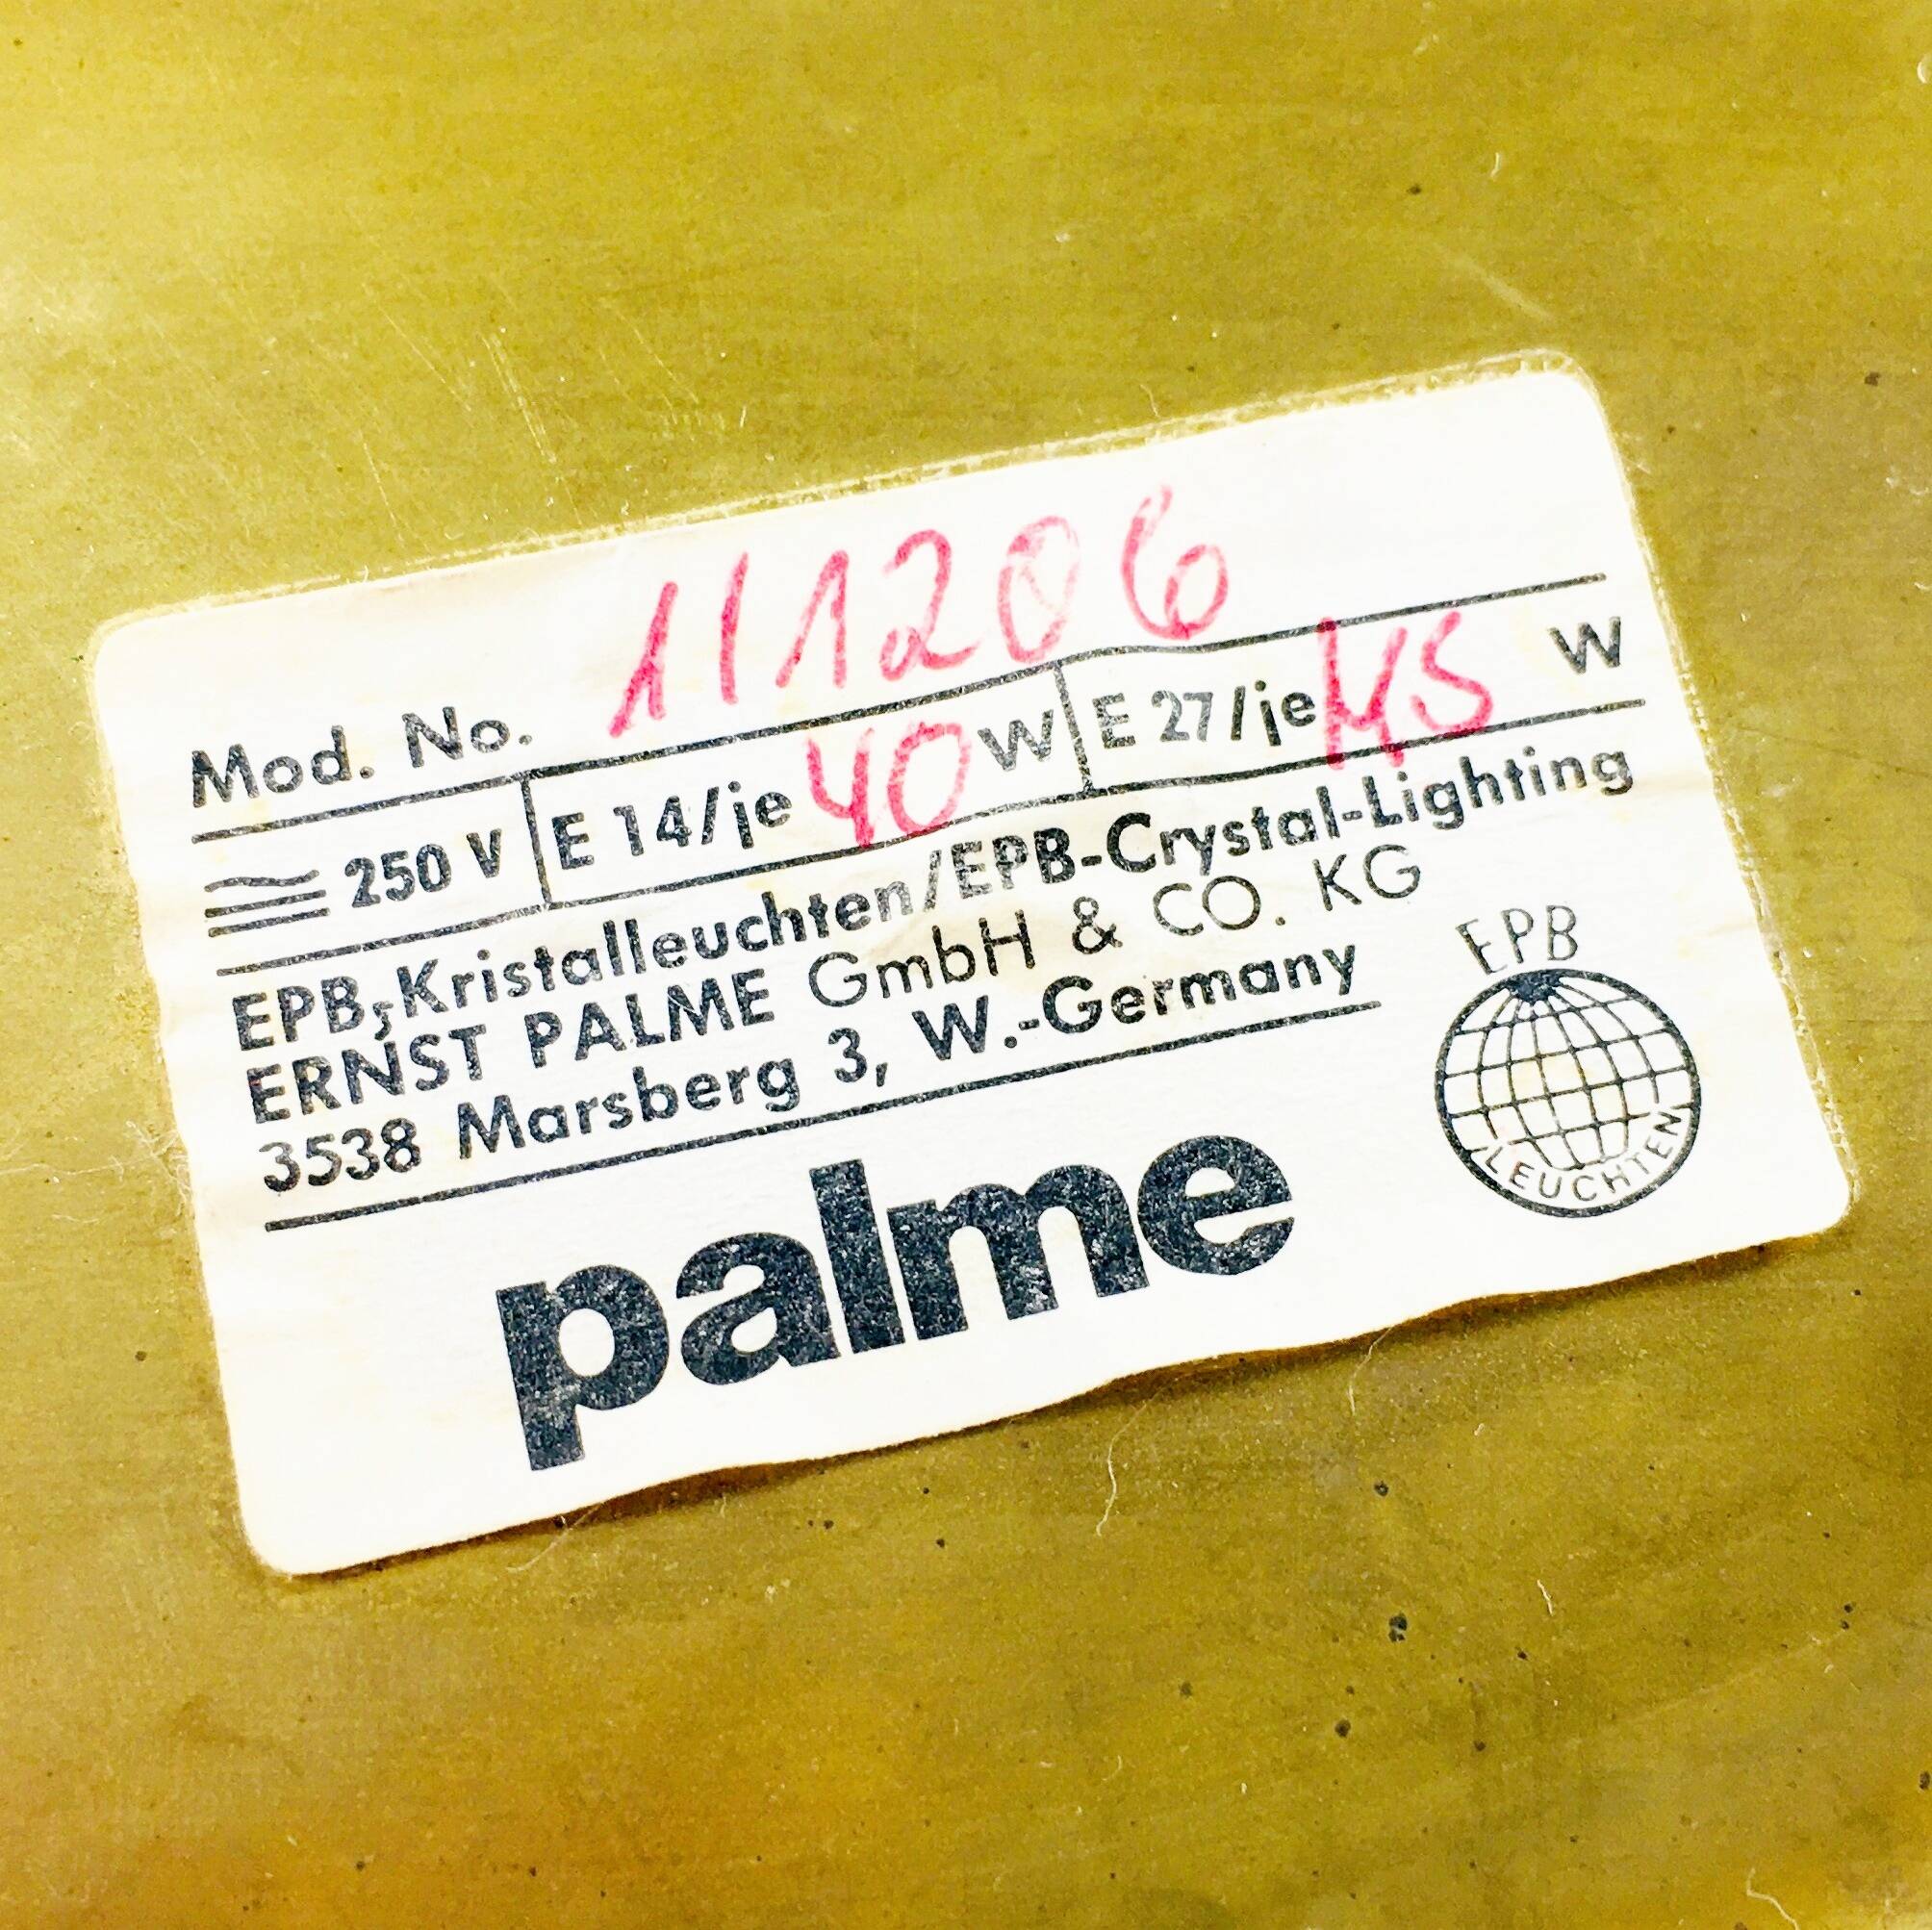 Mod. No. 111206
250 V E 14/je 40 W E 27/je MS W
EPB-Kristalleuchten/EPB-Crystal-Lighting
ERNST PALME GmbH & CO. KG
3538 Marsberg 3, W.-Germany
EPB
LEUCHTEN
palme